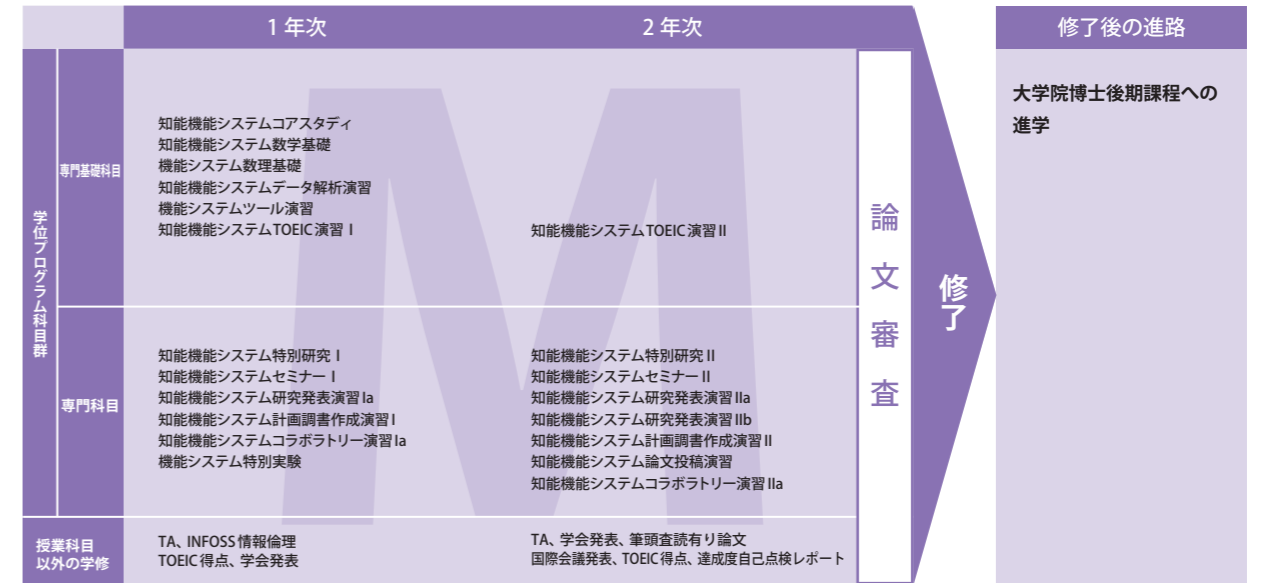 1 年次
2 年次
修了後の進路
学位プログラム科目群
専門基礎科目
知能機能システムコアスタディ
知能機能システム数学基礎
機能システム数理基礎
知能機能システムデータ解析演習
機能システムツール演習
知能機能システムTOEIC演習Ⅰ
知能機能システムTOEIC演習Ⅱ
専門科目
知能機能システム特別研究Ⅰ
知能機能システムセミナーⅠ
知能機能システム研究発表演習Ia
知能機能システム計画調書作成演習I
知能機能システムコラボラトリー演習Ia
機能システム特別実験
知能機能システム特別研究Ⅱ
知能機能システムセミナーⅡ
知能機能システム研究発表演習IIa
知能機能システム研究発表演習IIb
知能機能システム計画調書作成演習Ⅱ
知能機能システム論文投稿演習
知能機能システムコラボラトリー演習IIa
授業科目
以外の学修
TA、INFOSS情報倫理
TOEIC得点、学会発表
TA、学会発表、筆頭査読有り論文
国際会議発表、TOEIC得点、達成度自己点検レポート
論文審査
修了
大学院博士後期課程への
進学
M